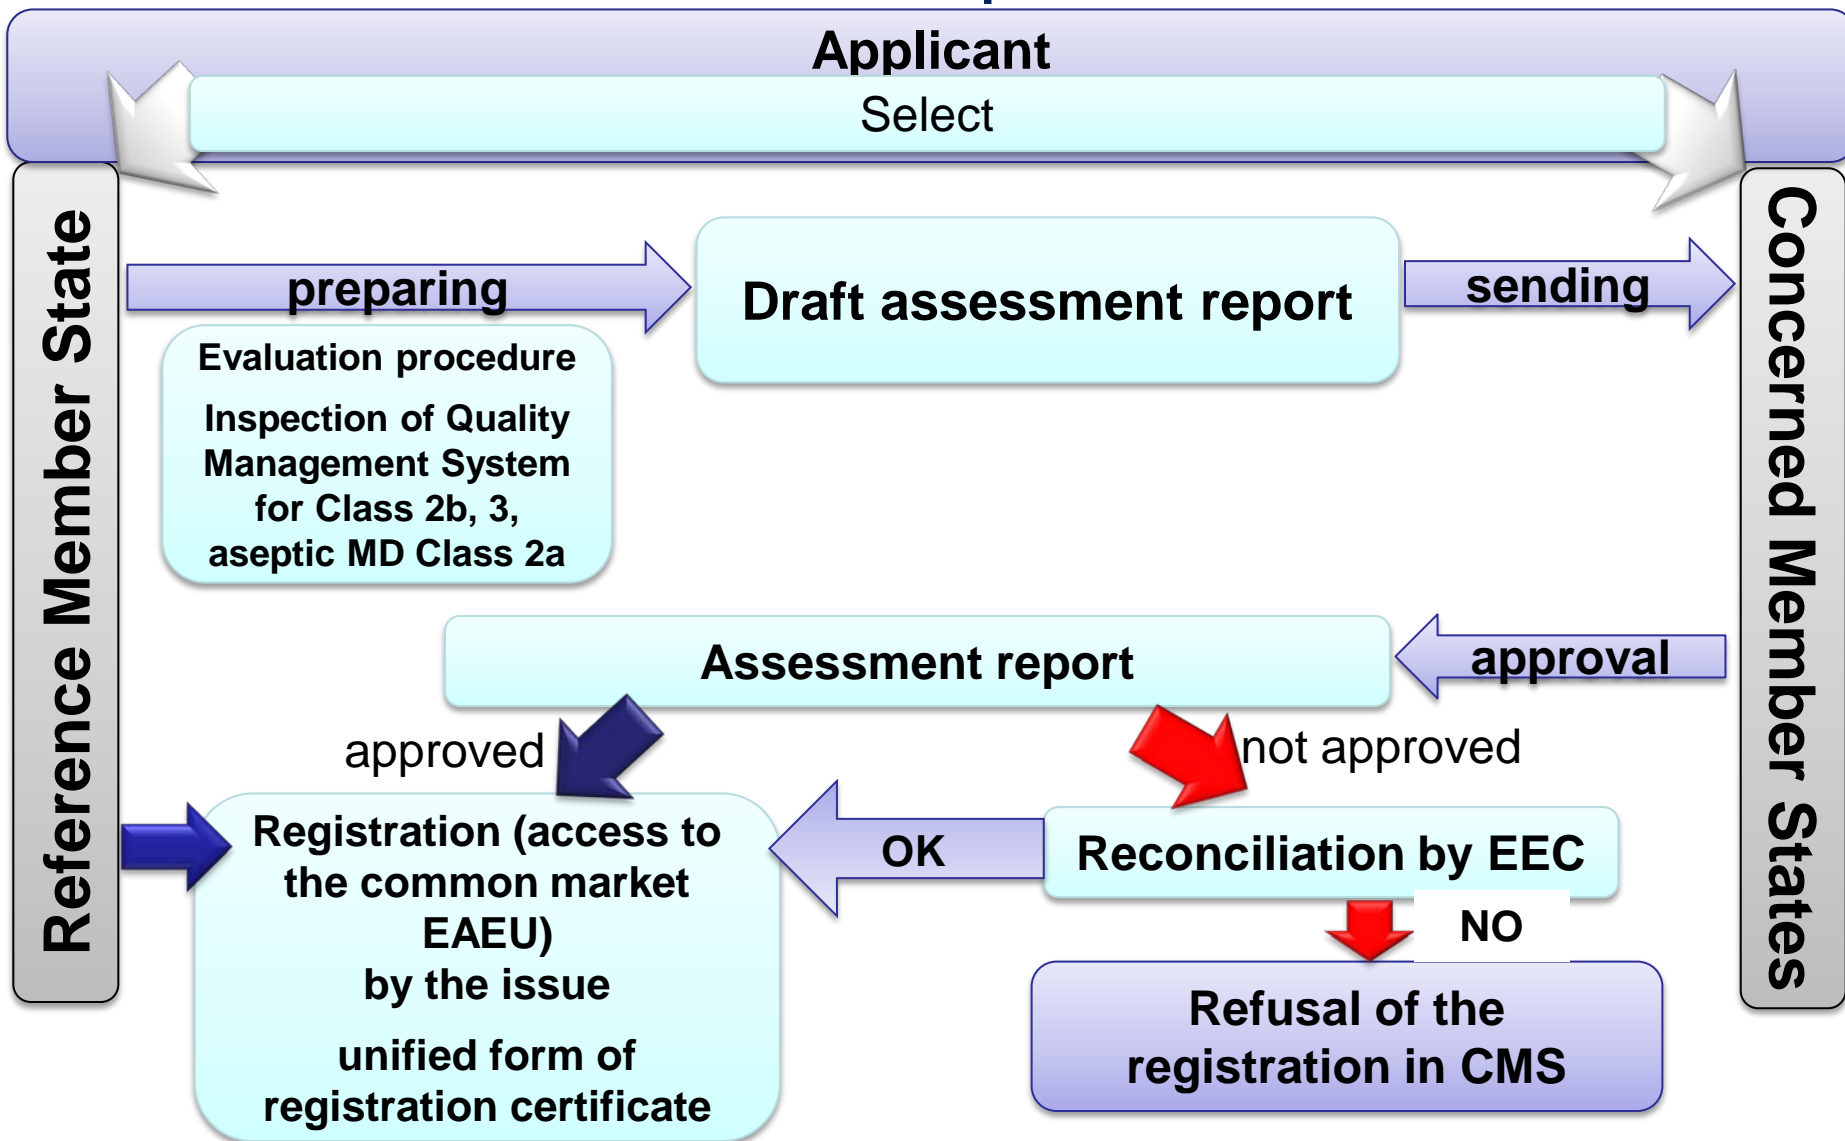 Applicant
Select
Reference Member State
Concerned Member States
preparing
Draft assessment report
sending
Evaluation procedure
Inspection of Quality
Management System
for Class 2b, 3,
aseptic MD Class 2a
Assessment report
approval
approved
not approved
Registration (access to
the common market
EAEU)
by the issue
unified form of
registration certificate
OK
Reconciliation by EEC
NO
Refusal of the
registration in CMS